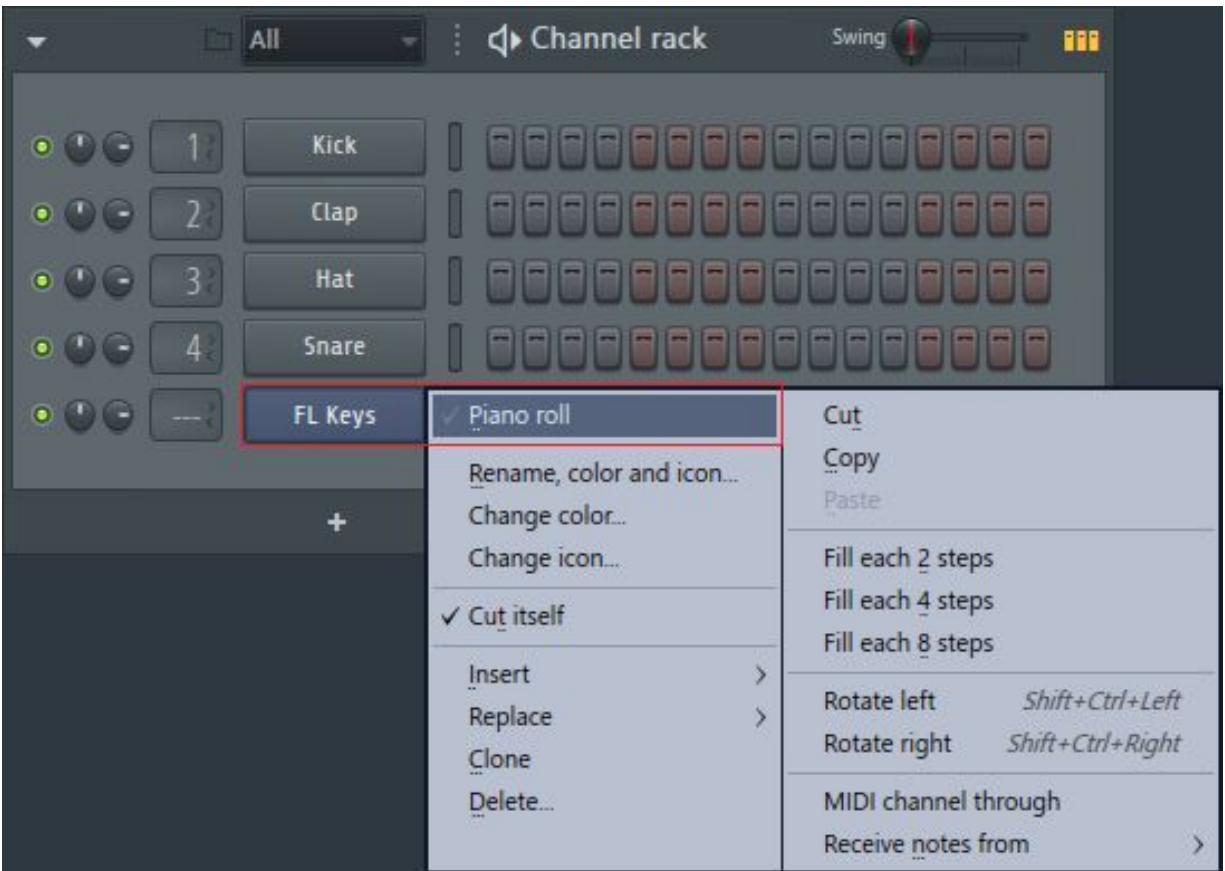 All Channel rack Swing
1 Kick
2 Clap
3 Hat
4 Snare
--- FL Keys
Piano roll
Rename, color and icon...
Change color...
Change icon...
Cut itself
Insert
Replace
Clone
Delete...
Cut
Copy
Paste
Fill each 2 steps
Fill each 4 steps
Fill each 8 steps
Rotate left Shift+Ctrl+Left
Rotate right Shift+Ctrl+Right
MIDI channel through
Receive notes from